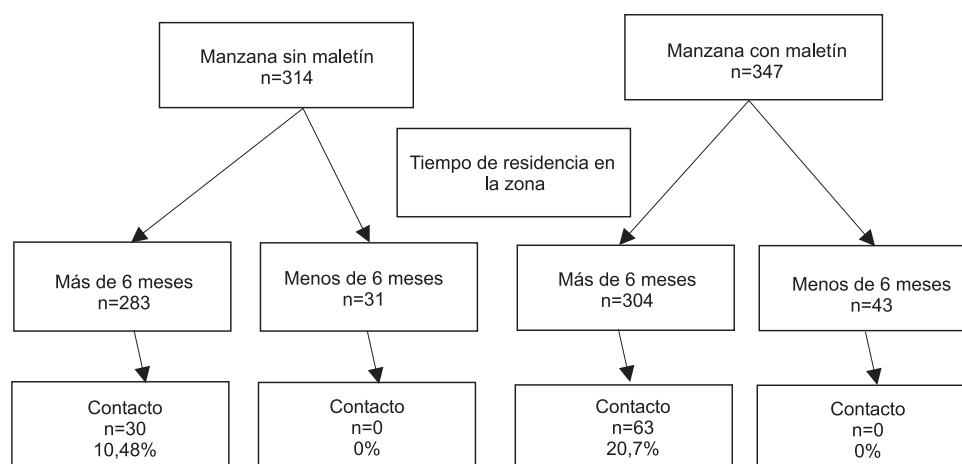 Manzana sin maletín
n=314
Manzana con maletín
n=347
Tiempo de residencia en
la zona
Más de 6 meses
n=283
Menos de 6 meses
n=31
Más de 6 meses
n=304
Menos de 6 meses
n=43
Contacto
n=30
10,48%
Contacto
n=0
0%
Contacto
n=63
20,7%
Contacto
n=0
0%